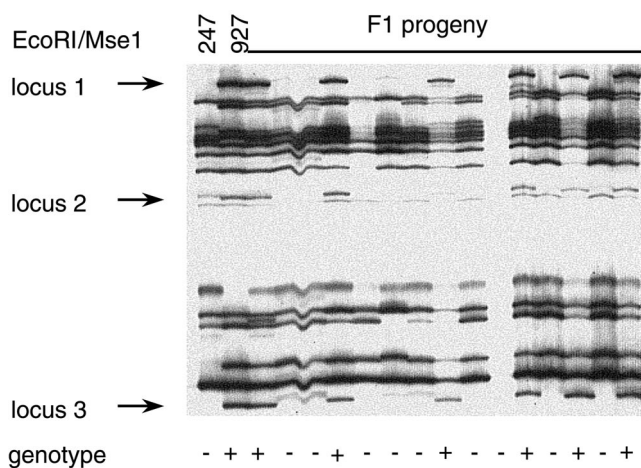 EcoRI/Mse1
247
927
F1 progeny
locus 1
locus 2
locus 3
genotype - + + - - + - - - + - - + - + - +